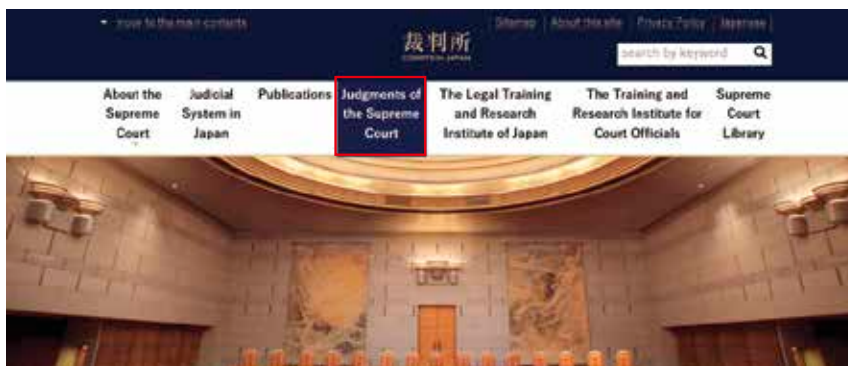 move to the main contents
Sitemap | About this site | Privacy Policy | Japanese |
裁判所
COURTS IN JAPAN
search by keyword
About the Supreme Court
Judicial System in Japan
Publications
Judgments of the Supreme Court
The Legal Training and Research Institute of Japan
The Training and Research Institute for Court Officials
Supreme Court Library